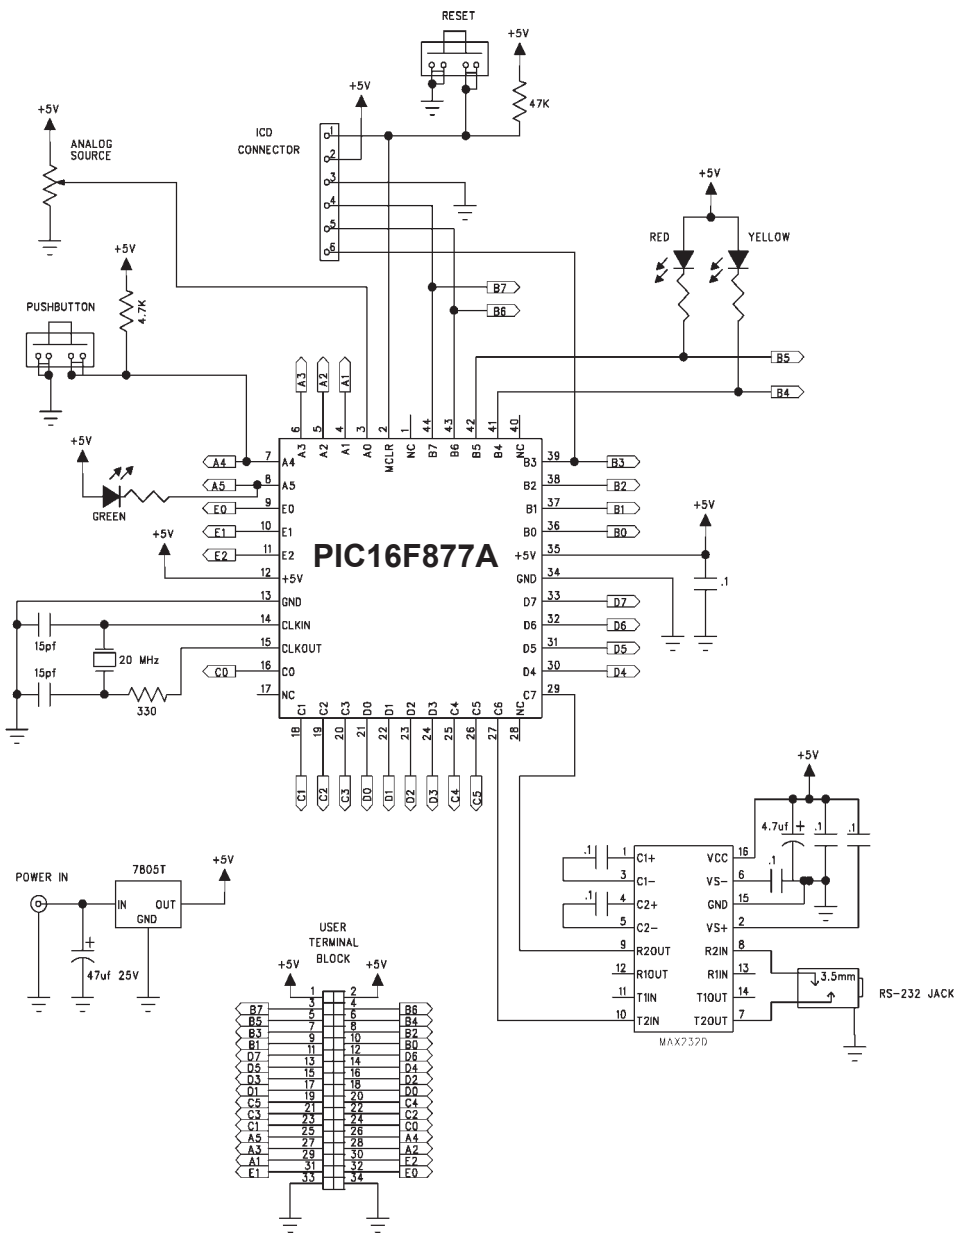 RESET
+5V
+5V
47K
+5V
ICD
CONNECTOR
1
2
3
4
5
6
ANALOG
SOURCE
+5V
RED
YELLOW
+5V
PUSHBUTTON
4.7K
B7
B6
B5
B4
A3
A2
A1
6
5
4
3
2
1
44
43
42
41
40
A3
A2
A1
A0
MCLR
NC
B7
B6
B5
B4
NC
A4
7
A4
A5
8
A5
E0
9
E0
E1
10
E1
E2
11
E2
12
+5V
13
GND
14
CLKIN
15
CLKOUT
C0
16
C0
17
NC
+5V
GREEN
+5V
PIC16F877A
B3
39
B3
B2
38
B2
B1
37
B1
B0
36
B0
+5V
35
GND
34
D7
33
D7
D6
32
D6
D5
31
D5
D4
30
D4
C7
29
+5V
.1
15pf
20 MHz
15pf
330
C1
C2
C3
D0
D1
D2
D3
C4
C5
C6
NC
18
19
20
21
22
23
24
25
26
27
28
C1
C2
C3
D0
D1
D2
D3
C4
C5
+5V
4.7uf
+
.1
.1
.1
.1
.1
1
C1+
VCC
16
3
C1-
VS-
6
4
C2+
GND
15
5
C2-
VS+
2
9
R2OUT
R2IN
8
12
R1OUT
R1IN
13
11
T1IN
T1OUT
14
10
T2IN
T2OUT
7
MAX232D
3.5mm
RS-232 JACK
POWER IN
7805T
IN
OUT
GND
+5V
+
47uf 25V
USER
TERMINAL
BLOCK
+5V
+5V
1
2
B7
3
4
B6
B5
5
6
B4
B3
7
8
B2
B1
9
10
B0
D7
11
12
D6
D5
13
14
D4
D3
15
16
D2
D1
17
18
D0
C5
19
20
C4
C3
21
22
C2
C1
23
24
C0
A5
25
26
A4
A3
27
28
A2
A1
29
30
E2
E1
31
32
E0
33
34